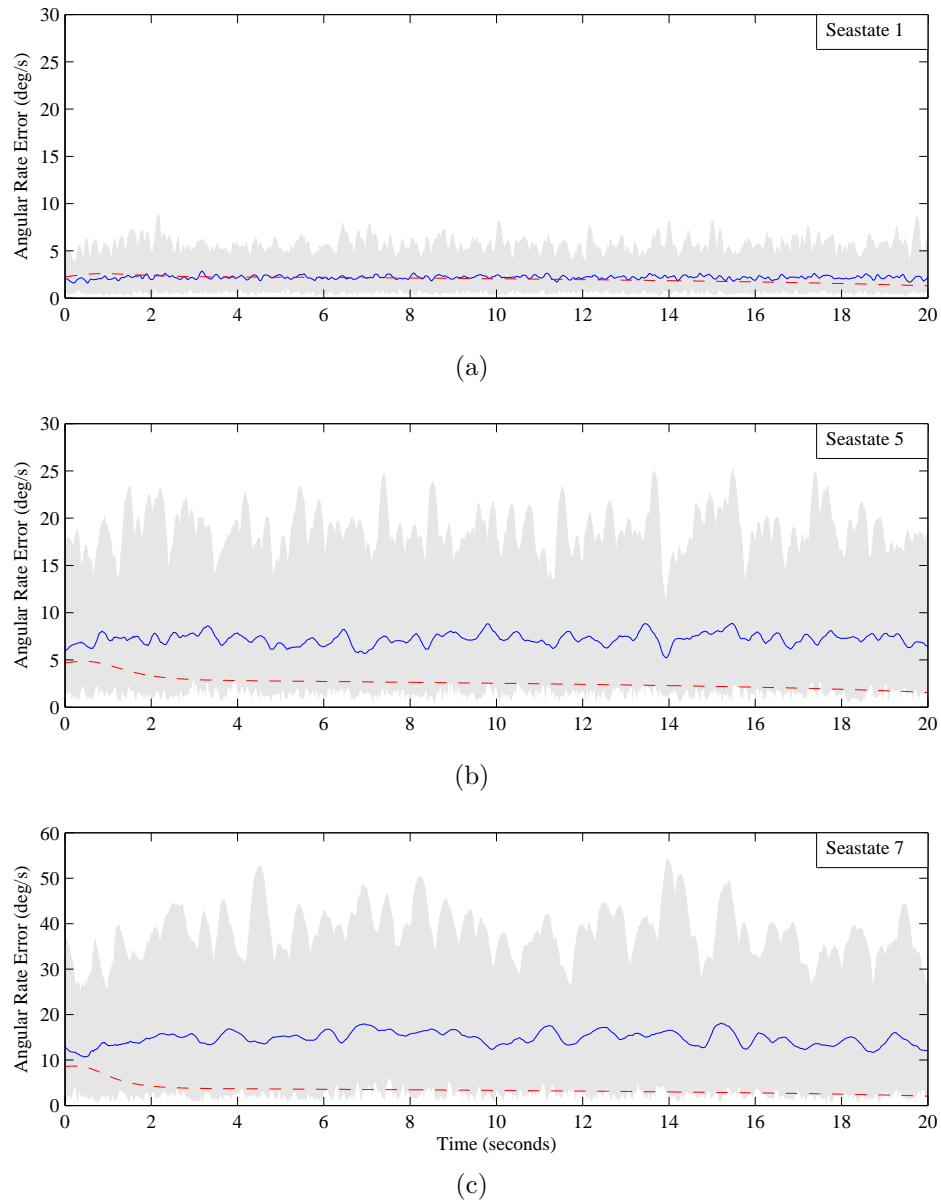 Seastate 1
Angular Rate Error (deg/s)
30
25
20
15
10
5
0
0 2 4 6 8 10 12 14 16 18 20
(a)
Seastate 5
Angular Rate Error (deg/s)
30
25
20
15
10
5
0
0 2 4 6 8 10 12 14 16 18 20
(b)
Seastate 7
Angular Rate Error (deg/s)
60
50
40
30
20
10
0
0 2 4 6 8 10 12 14 16 18 20
Time (seconds)
(c)